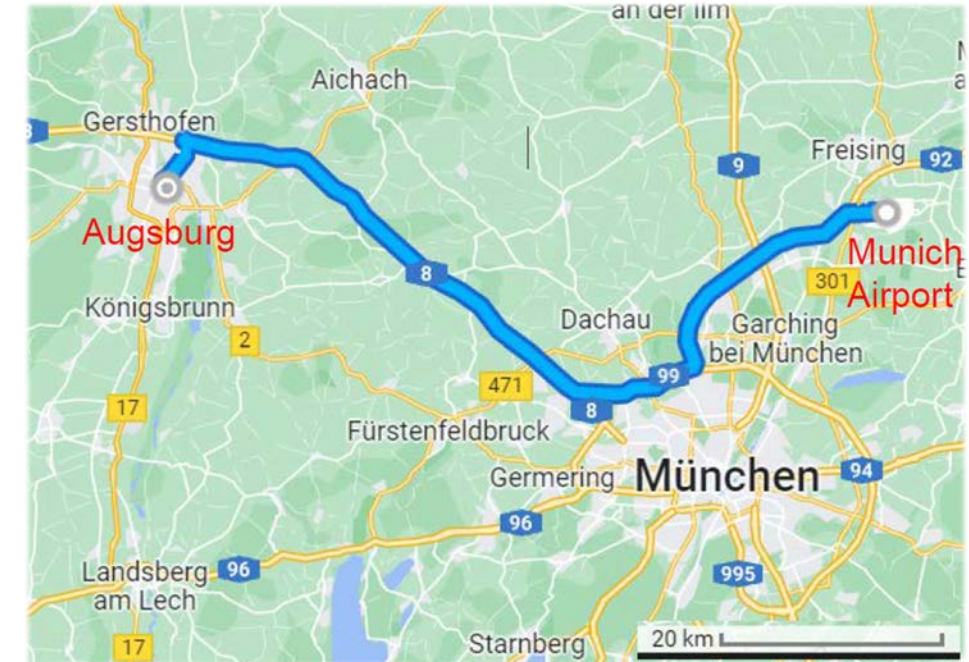 an der Ilm
Aichach
Gersthofen
Freising
92
9
Augsburg
Munich
Airport
8
301
Königsbrunn
Dachau
Garching
bei München
2
99
471
8
17
Fürstenfeldbruck
Germering
München
94
96
Landsberg
am Lech
96
995
17
Starnberg
20 km